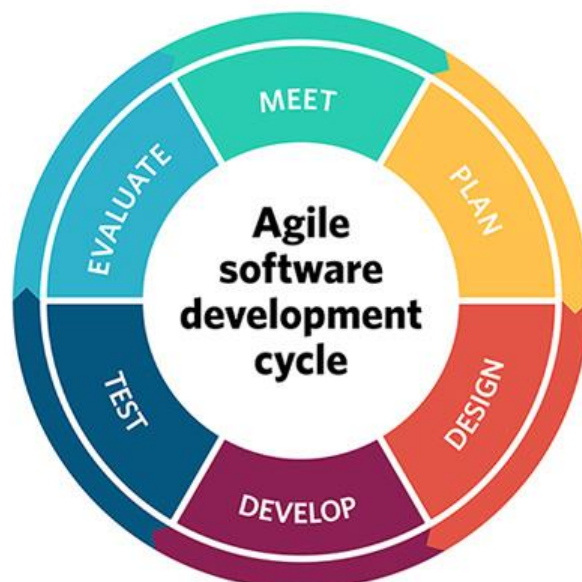 MEET
PLAN
DESIGN
DEVELOP
TEST
EVALUATE
Agile
software
development
cycle